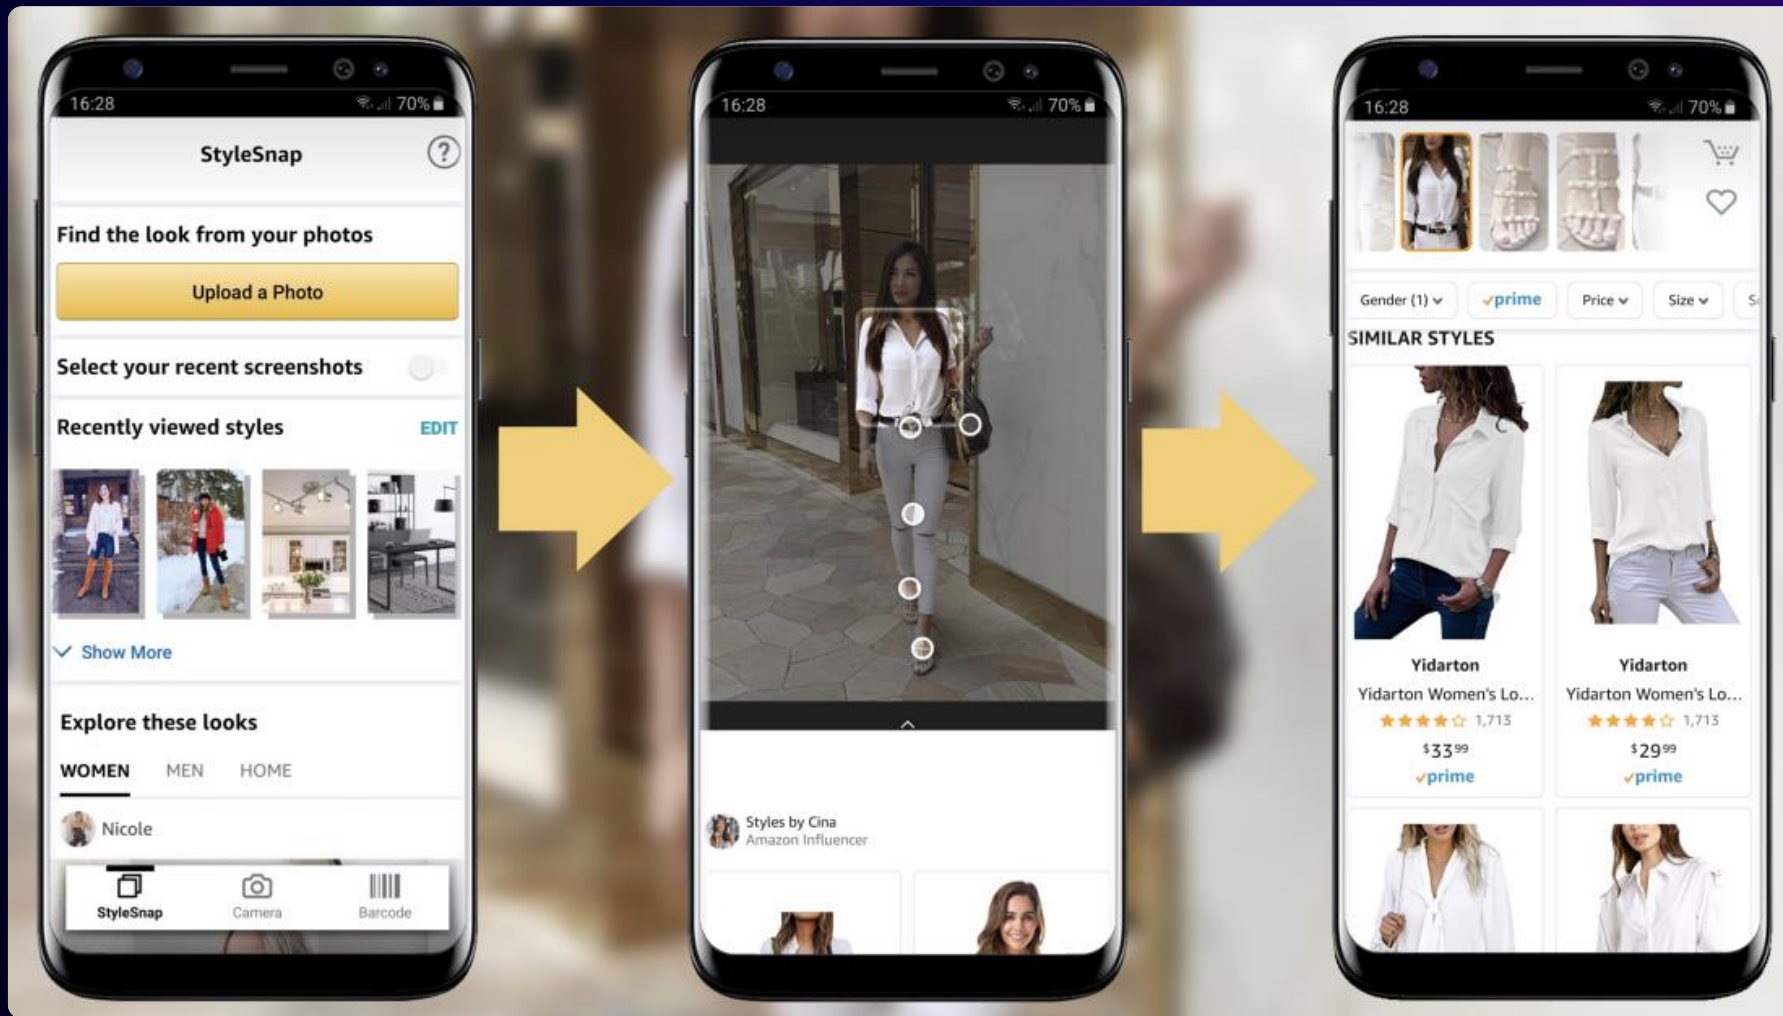 16:28
70%
StyleSnap
?
Find the look from your photos
Upload a Photo
Select your recent screenshots
Recently viewed styles
EDIT
Show More
Explore these looks
WOMEN MEN HOME
Nicole
StyleSnap Camera Barcode
16:28
70%
Styles by Cina
Amazon Influencer
16:28
70%
Gender (1) prime Price Size
SIMILAR STYLES
Yidarton
Yidarton Women's Lo...
1,713
$33 99
prime
Yidarton
Yidarton Women's Lo...
1,713
$29 99
prime